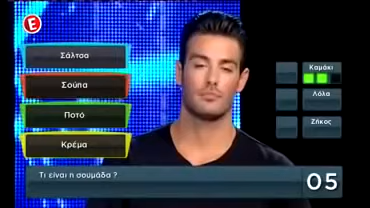 E
Σάλτσα
Σούπα
Ποτό
Κρέμα
Καμάκι
Λόλα
Ζήκος
Τι είναι η σουμάδα ?
05